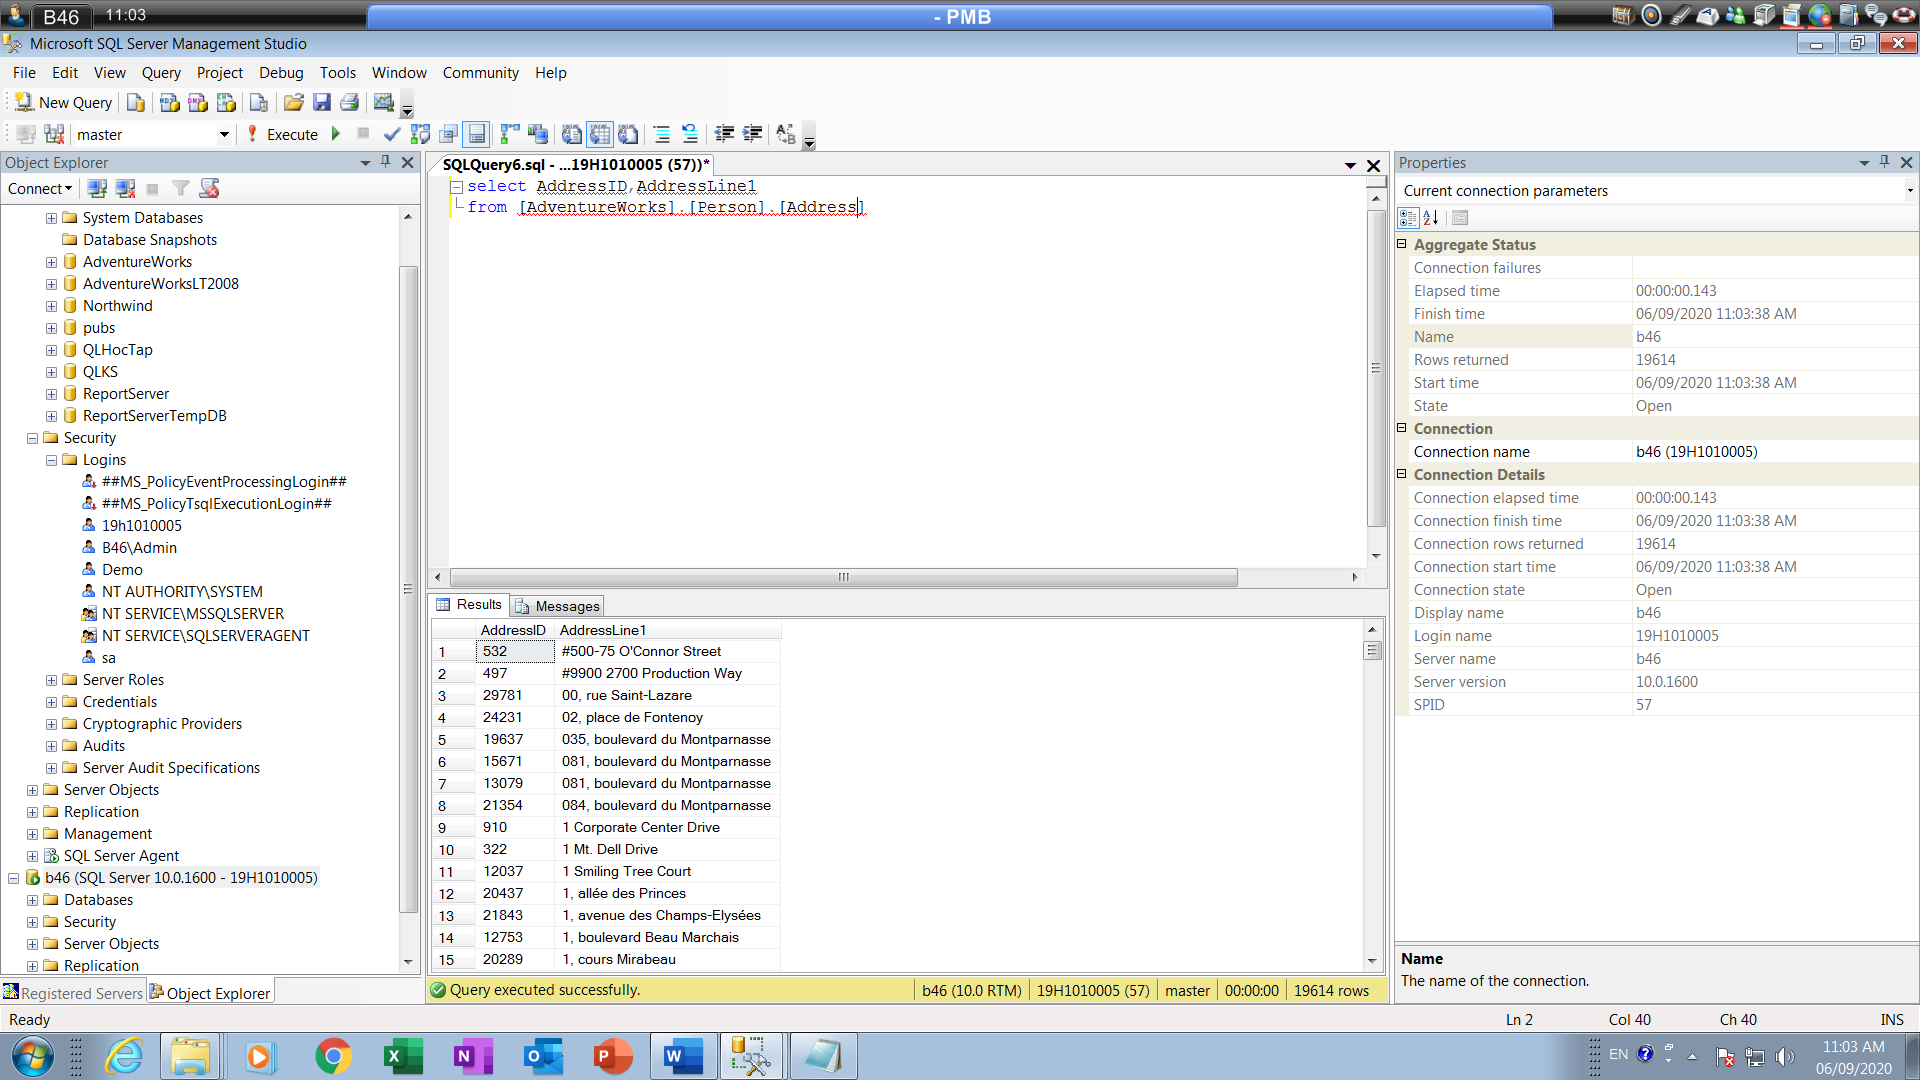 B46 11:03 - PMB
Microsoft SQL Server Management Studio
File Edit View Query Project Debug Tools Window Community Help
New Query
master Execute
Object Explorer
Connect
System Databases
Database Snapshots
AdventureWorks
AdventureWorksLT2008
Northwind
pubs
QLHocTap
QLKS
ReportServer
ReportServerTempDB
Security
Logins
##MS_PolicyEventProcessingLogin##
##MS_PolicyTsqlExecutionLogin##
19h1010005
B46\Admin
Demo
NT AUTHORITY\SYSTEM
NT SERVICE\MSSQLSERVER
NT SERVICE\SQLSERVERAGENT
sa
Server Roles
Credentials
Cryptographic Providers
Audits
Server Audit Specifications
Server Objects
Replication
Management
SQL Server Agent
b46 (SQL Server 10.0.1600 - 19H1010005)
Databases
Security
Server Objects
Replication
Registered Servers Object Explorer
SQLQuery6.sql - ...19H1010005 (57))*
select AddressID,AddressLine1
from [AdventureWorks].[Person].[Address]
Results Messages
AddressID AddressLine1
1 532 #500-75 O'Connor Street
2 497 #9900 2700 Production Way
3 29781 00, rue Saint-Lazare
4 24231 02, place de Fontenoy
5 19637 035, boulevard du Montparnasse
6 15671 081, boulevard du Montparnasse
7 13079 081, boulevard du Montparnasse
8 21354 084, boulevard du Montparnasse
9 910 1 Corporate Center Drive
10 322 1 Mt. Dell Drive
11 12037 1 Smiling Tree Court
12 20437 1, allée des Princes
13 21843 1, avenue des Champs-Elysées
14 12753 1, boulevard Beau Marchais
15 20289 1, cours Mirabeau
Query executed successfully. b46 (10.0 RTM) 19H1010005 (57) master 00:00:00 19614 rows
Properties
Current connection parameters
Aggregate Status
Connection failures
Elapsed time 00:00:00.143
Finish time 06/09/2020 11:03:38 AM
Name b46
Rows returned 19614
Start time 06/09/2020 11:03:38 AM
State Open
Connection
Connection name b46 (19H1010005)
Connection Details
Connection elapsed time 00:00:00.143
Connection finish time 06/09/2020 11:03:38 AM
Connection rows returned 19614
Connection start time 06/09/2020 11:03:38 AM
Connection state Open
Display name b46
Login name 19H1010005
Server name b46
Server version 10.0.1600
SPID 57
Name
The name of the connection.
Ready Ln 2 Col 40 Ch 40 INS
EN 11:03 AM
06/09/2020